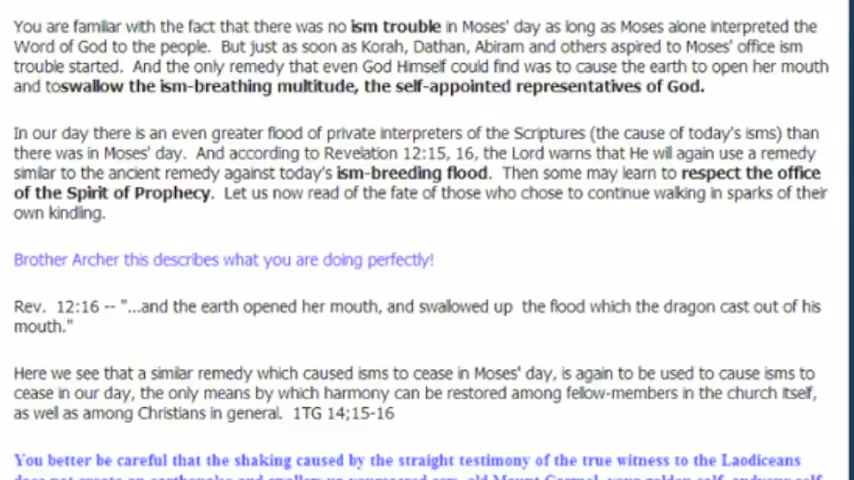 You are familiar with the fact that there was no ism trouble in Moses' day as long as Moses alone interpreted the
Word of God to the people. But just as soon as Korah, Dathan, Abiram and others aspired to Moses' office ism
trouble started. And the only remedy that even God Himself could find was to cause the earth to open her mouth
and toswallow the ism-breathing multitude, the self-appointed representatives of God.
In our day there is an even greater flood of private interpreters of the Scriptures (the cause of today's isms) than
there was in Moses' day. And according to Revelation 12:15, 16, the Lord warns that He will again use a remedy
similar to the ancient remedy against today's ism-breeding flood. Then some may learn to respect the office
of the Spirit of Prophecy. Let us now read of the fate of those who chose to continue walking in sparks of their
own kindling.
Brother Archer this describes what you are doing perfectly!
Rev. 12:16 -- "...and the earth opened her mouth, and swallowed up the flood which the dragon cast out of his
mouth."
Here we see that a similar remedy which caused isms to cease in Moses' day, is again to be used to cause isms to
cease in our day, the only means by which harmony can be restored among fellow-members in the church itself,
as well as among Christians in general. 1TG 14;15-16
You better be careful that the shaking caused by the straight testimony of the true witness to the Laodiceans